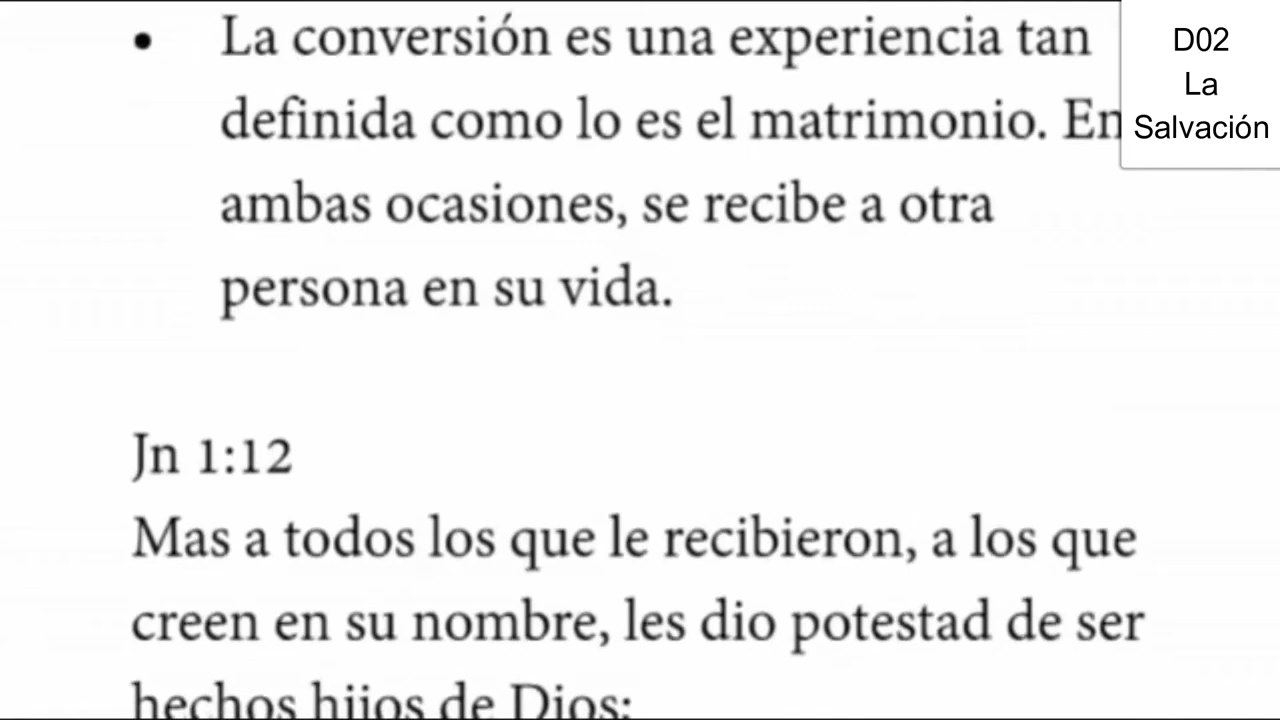 • La conversión es una experiencia tan
definida como lo es el matrimonio. En
ambas ocasiones, se recibe a otra
persona en su vida.
Jn 1:12
Mas a todos los que le recibieron, a los que
creen en su nombre, les dio potestad de ser
hechos hijos de Dios;
D02
La
Salvación